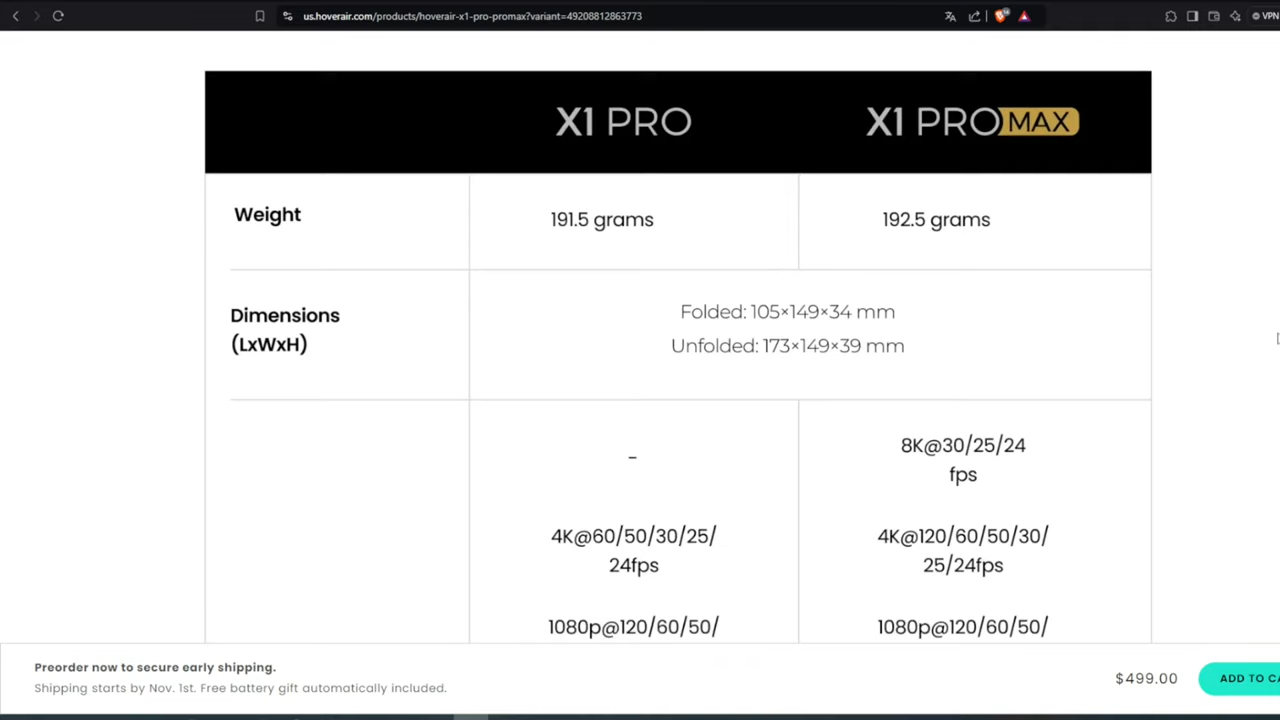 us.hoverair.com/products/hoverair-x1-pro-promax?variant=49208812863773
VPN
X1 PRO
X1 PROMAX
Weight
191.5 grams
192.5 grams
Dimensions
(LxWxH)
Folded: 105×149×34 mm
Unfolded: 173×149×39 mm
-
8K@30/25/24
fps
4K@60/50/30/25/
24fps
4K@120/60/50/30/
25/24fps
1080p@120/60/50/
1080p@120/60/50/
Preorder now to secure early shipping.
Shipping starts by Nov. 1st. Free battery gift automatically included.
$499.00
ADD TO CA